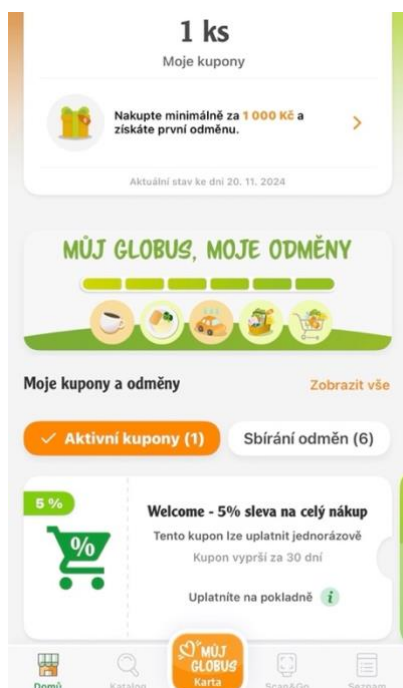 1 ks
Moje kupony
Nakupte minimálně za 1 000 Kč a
získáte první odměnu.
Aktuální stav ke dni 20. 11. 2024
MŮJ GLOBUS, MOJE ODMĚNY
Moje kupony a odměny
Zobrazit vše
Aktivní kupony (1)
Sbírání odměn (6)
5 %
%
Welcome - 5% sleva na celý nákup
Tento kupon lze uplatnit jednorázově
Kupon vyprší za 30 dní
Uplatníte na pokladně i
MŮJ
GLOBUS
Domů
Katalog
Karta
Scan&Go
Seznam